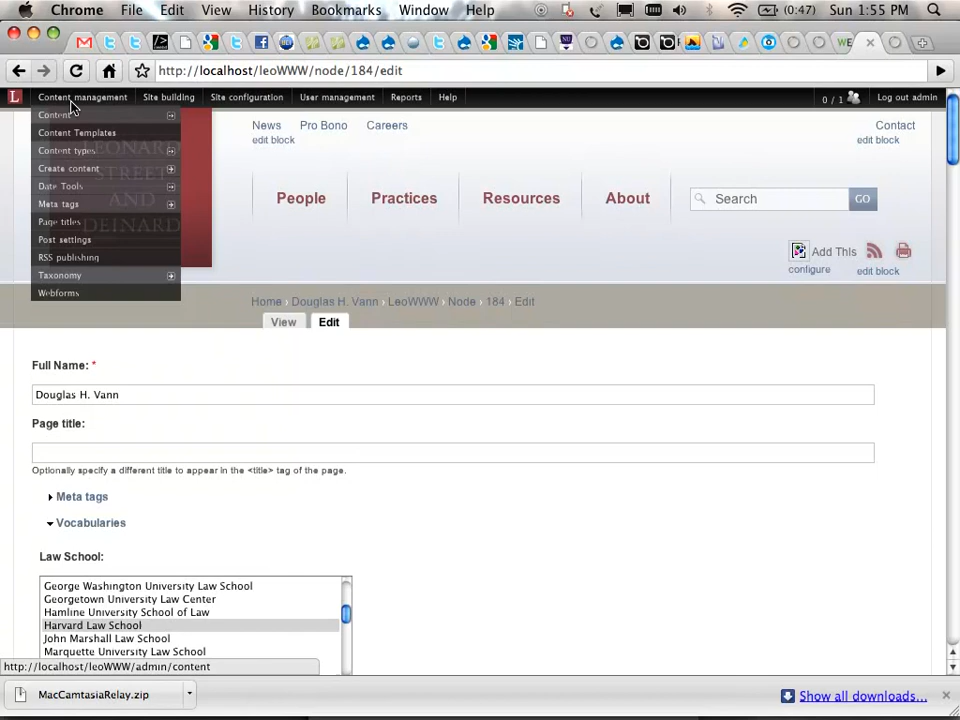 Chrome File Edit View History Bookmarks Window Help (0:47) Sun 1:55 PM
http://localhost/leoWWW/node/184/edit
L Content management Site building Site configuration User management Reports Help 0 / 1 Log out admin
Content
Content Templates
Content types
Create content
Date Tools
Meta tags
Page titles
Post settings
RSS publishing
Taxonomy
Webforms
LEONARD
STREET
AND
DEINARD
News Pro Bono Careers Contact
edit block edit block
People Practices Resources About Search GO
Add This
configure edit block
Home › Douglas H. Vann › LeoWWW › Node › 184 › Edit
View Edit
Full Name: *
Douglas H. Vann
Page title:
Optionally specify a different title to appear in the <title> tag of the page.
Meta tags
Vocabularies
Law School:
George Washington University Law School
Georgetown University Law Center
Hamline University School of Law
Harvard Law School
John Marshall Law School
Marquette University Law School
http://localhost/leoWWW/admin/content
MacCamtasiaRelay.zip Show all downloads...